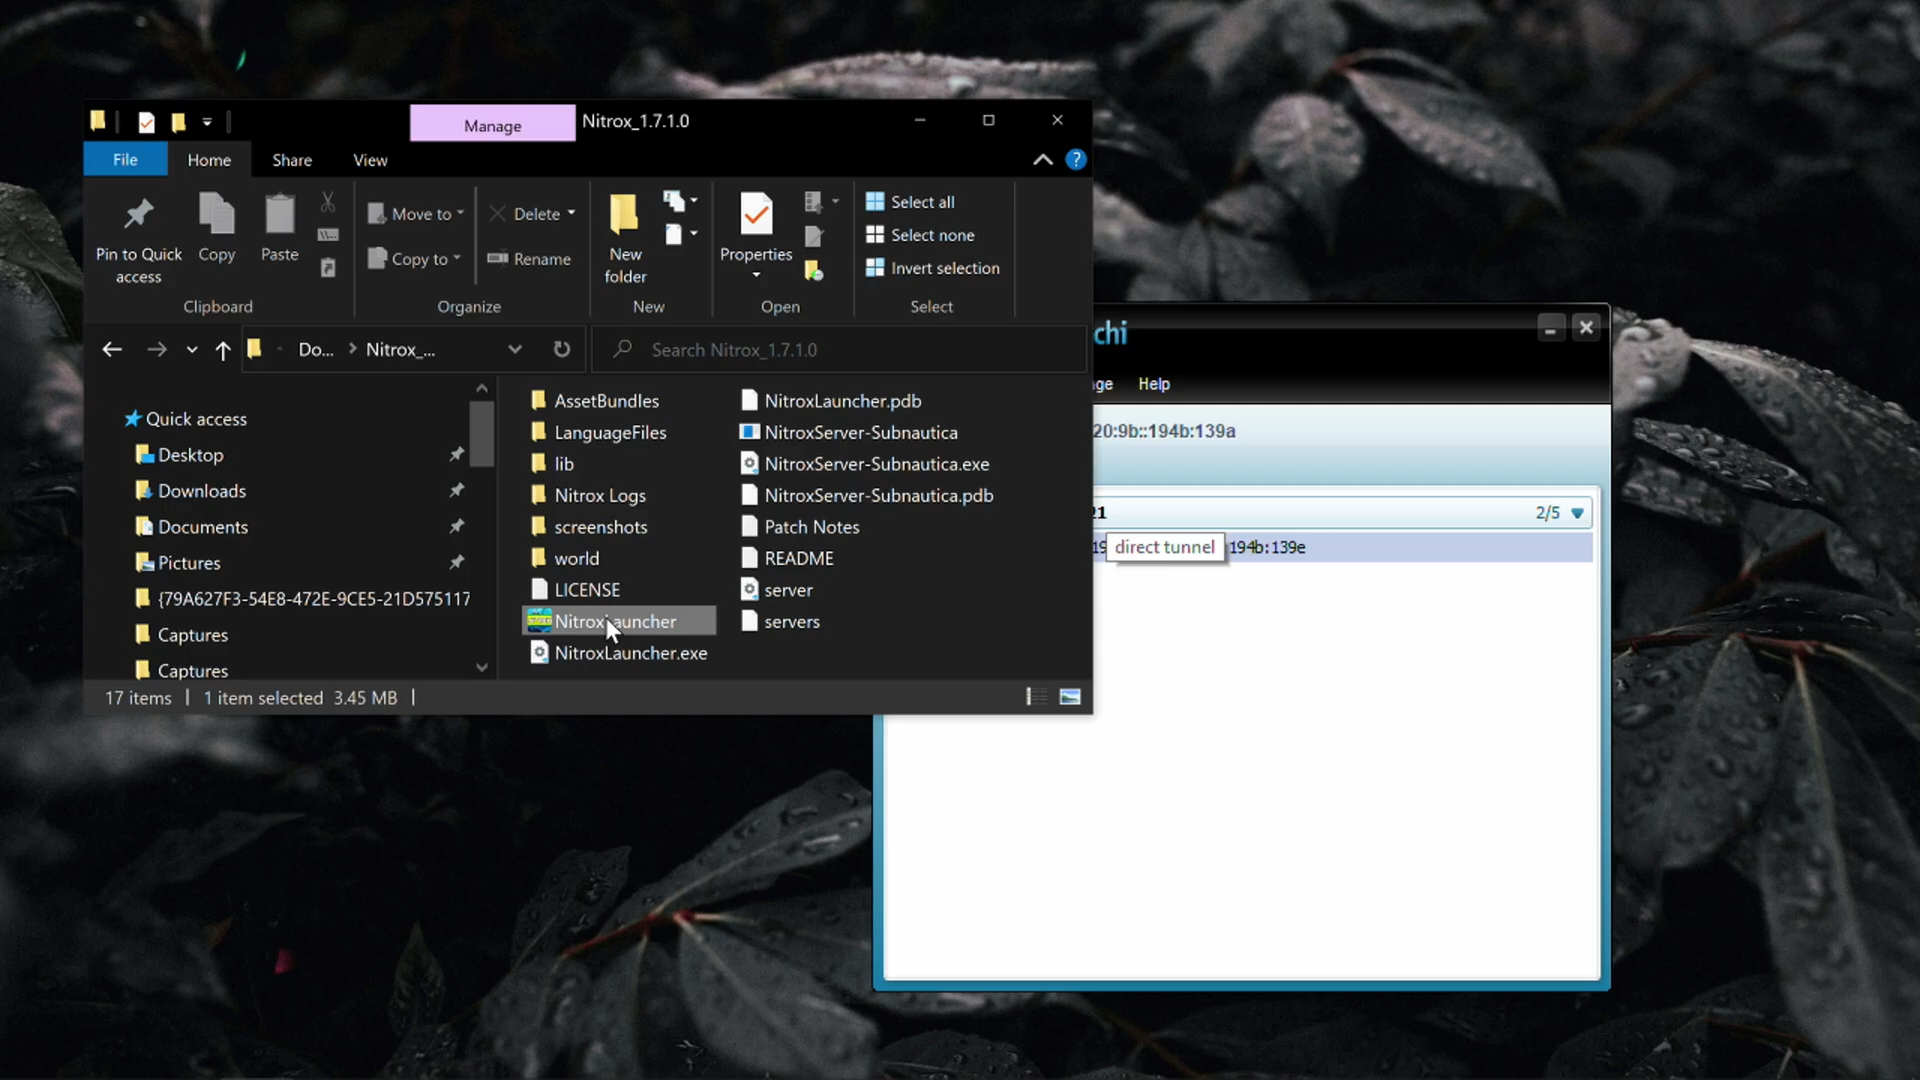 Manage
Nitrox_1.7.1.0
File
Home
Share
View
Pin to Quick
access
Copy
Paste
Move to
Copy to
Delete
Rename
New
folder
Properties
Select all
Select none
Invert selection
Clipboard
Organize
New
Open
Select
Do...
Nitrox_...
Search Nitrox_1.7.1.0
Quick access
Desktop
Downloads
Documents
Pictures
{79A627F3-54E8-472E-9CE5-21D575117
Captures
Captures
AssetBundles
LanguageFiles
lib
Nitrox Logs
screenshots
world
LICENSE
NitroxLauncher
NitroxLauncher.exe
NitroxLauncher.pdb
NitroxServer-Subnautica
NitroxServer-Subnautica.exe
NitroxServer-Subnautica.pdb
Patch Notes
README
server
servers
17 items
1 item selected 3.45 MB
chi
ge Help
20:9b::194b:139a
21 2/5
19 direct tunnel 194b:139e